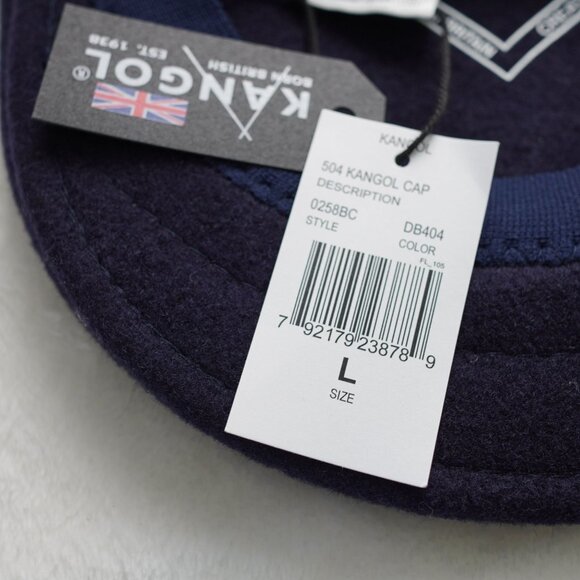 KANGOL®
BORN BRITISH
EST. 1938
KANGOL
504 KANGOL CAP
DESCRIPTION
0258BC DB404
STYLE COLOR
FL_105
7 92179 23878 9
L
SIZE